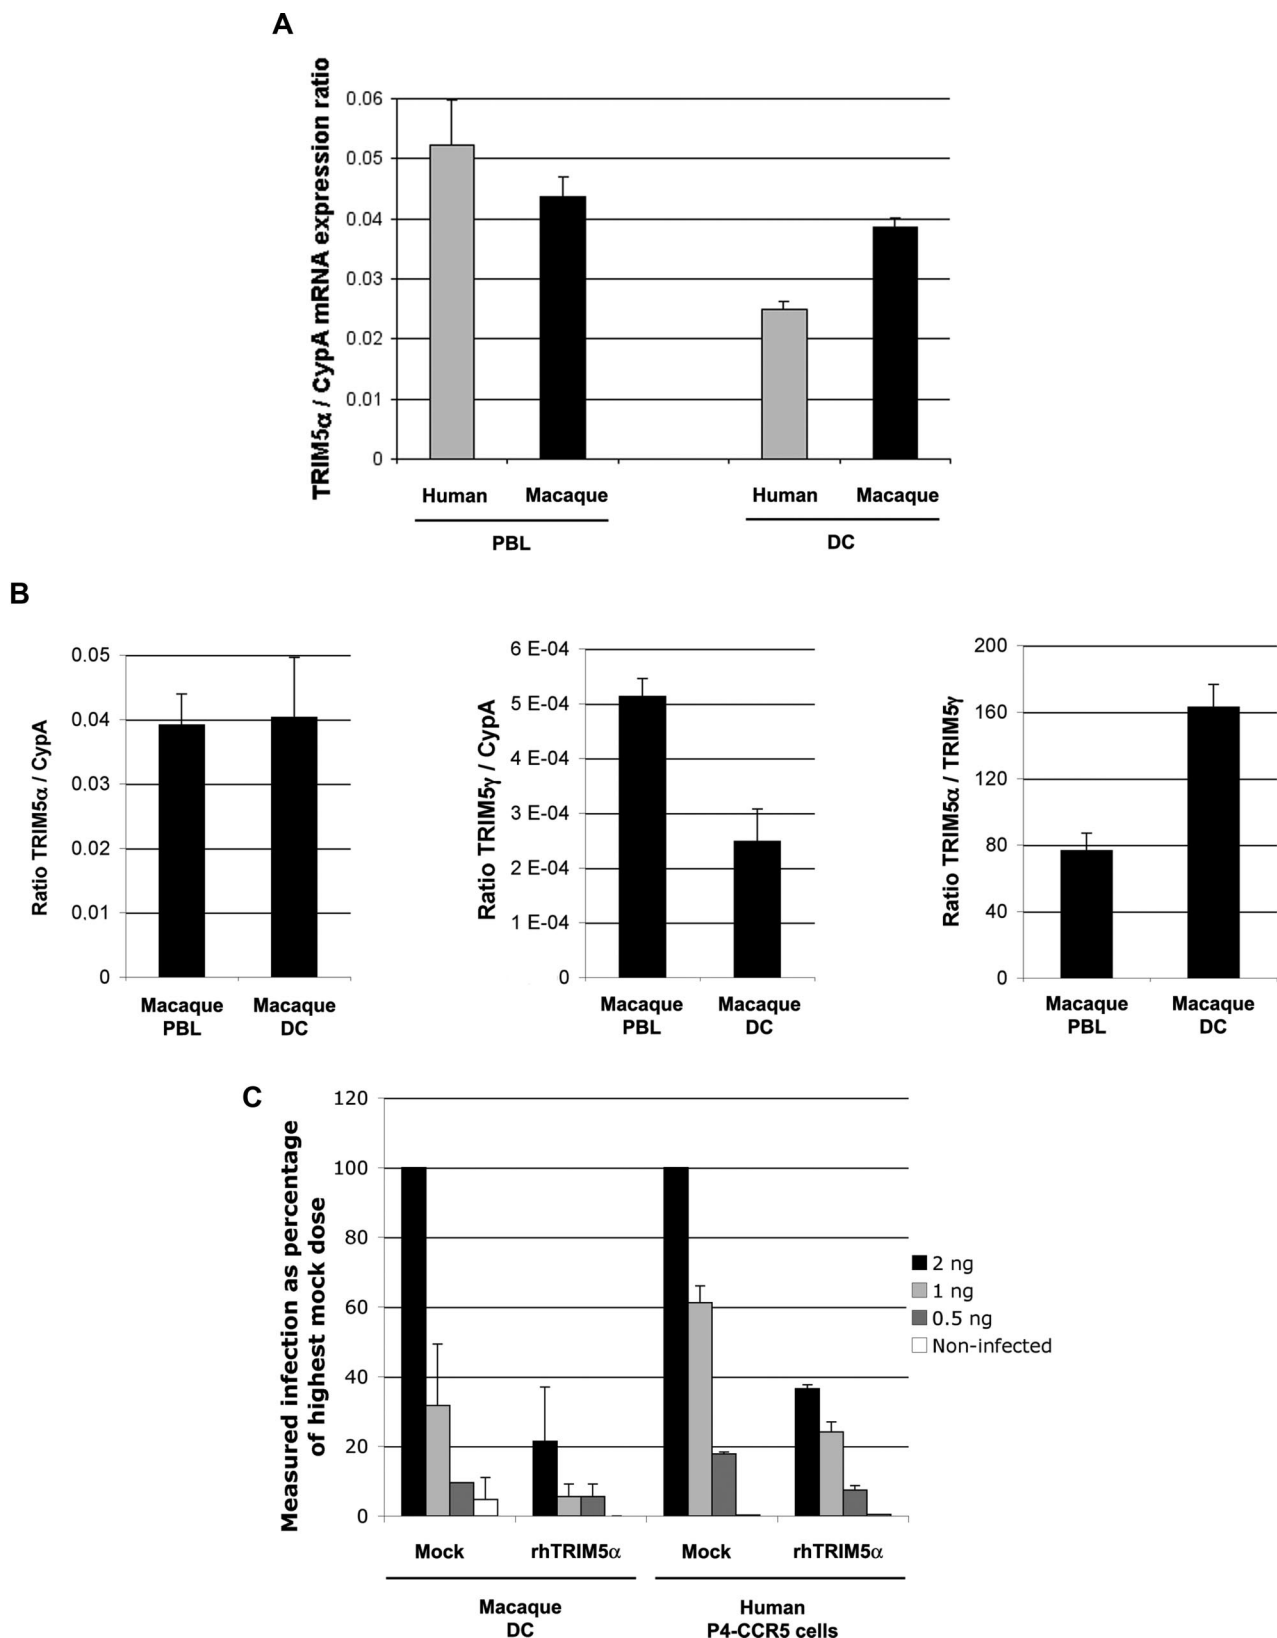 A
TRIM5α / CypA mRNA expression ratio
0.06
0.05
0.04
0.03
0.02
0.01
0
Human
Macaque
Human
Macaque
PBL
DC
B
Ratio TRIM5α / CypA
0.05
0.04
0.03
0.02
0.01
0
Macaque
PBL
Macaque
DC
Ratio TRIM5γ / CypA
6 E-04
5 E-04
4 E-04
3 E-04
2 E-04
1 E-04
0
Macaque
PBL
Macaque
DC
Ratio TRIM5α / TRIM5γ
200
160
120
80
40
0
Macaque
PBL
Macaque
DC
C
Measured infection as percentage
of highest mock dose
120
100
80
60
40
20
0
2 ng
1 ng
0.5 ng
Non-infected
Mock
rhTRIM5α
Mock
rhTRIM5α
Macaque
DC
Human
P4-CCR5 cells